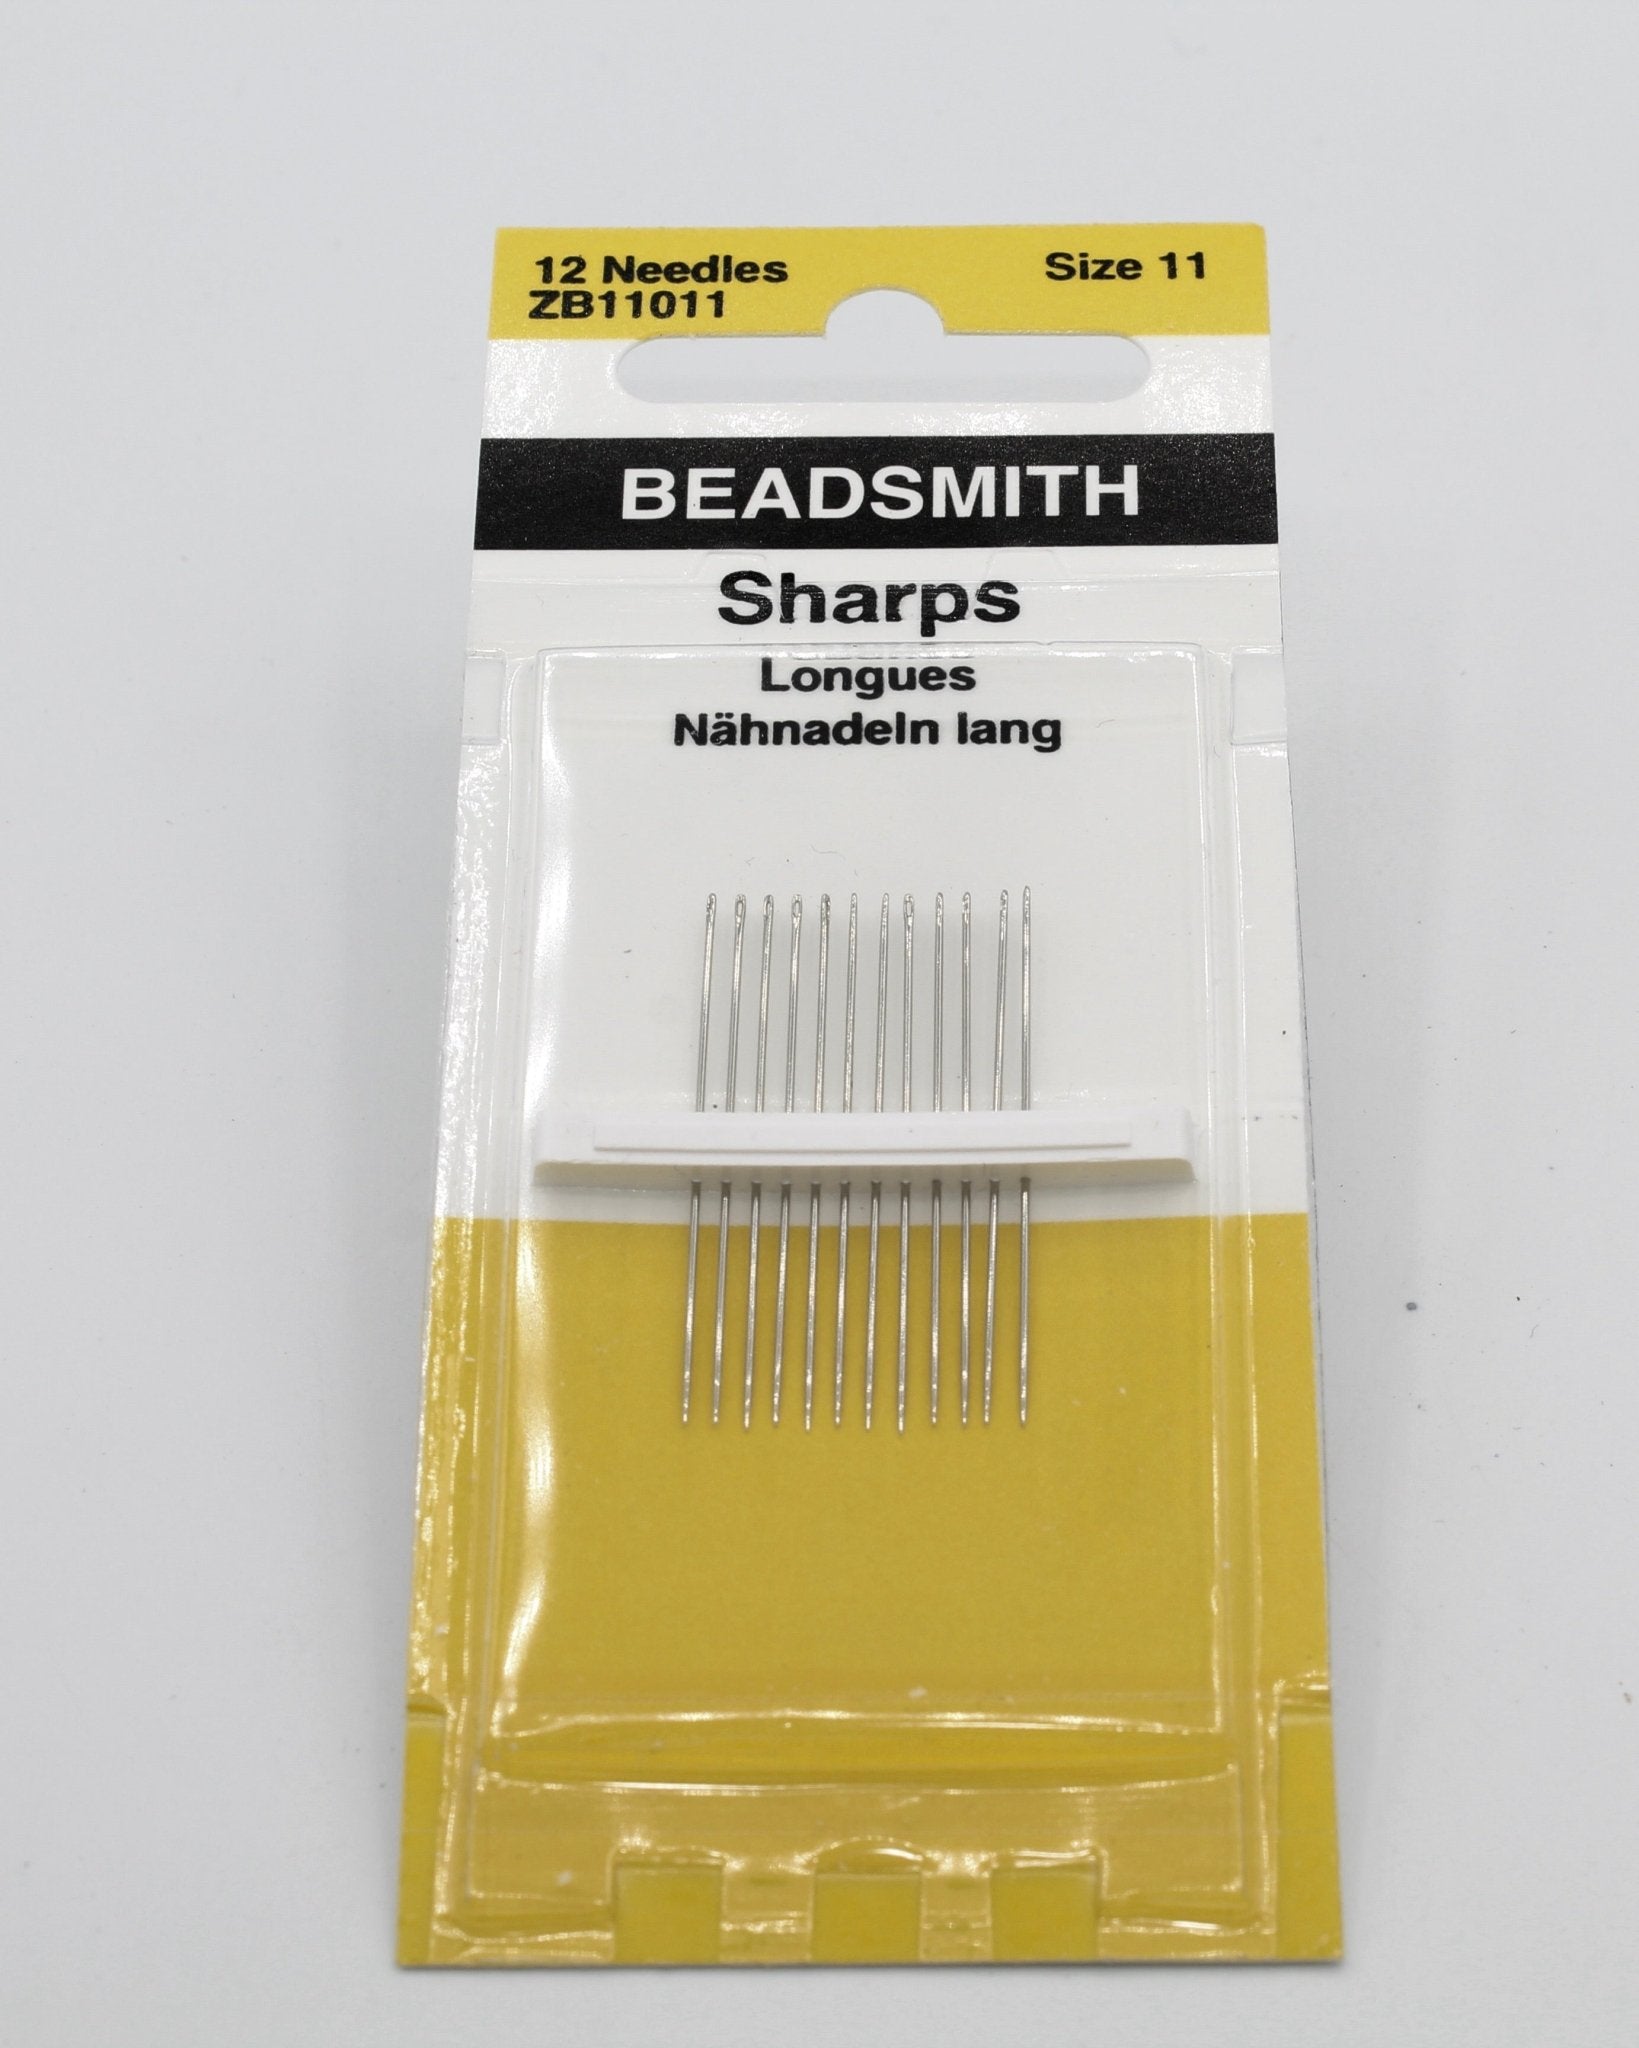 12 Needles
Size 11
ZB11011
BEADSMITH
Sharps
Longues
Nähnadeln lang